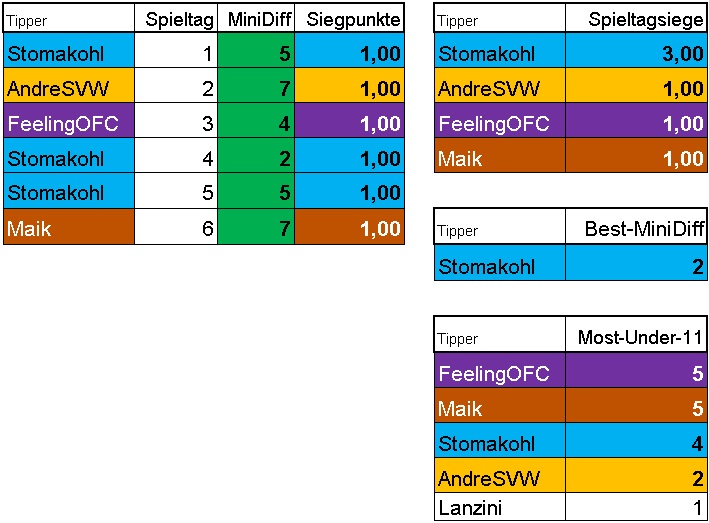 Tipper Spieltag MiniDiff Siegpunkte
Stomakohl 1 5 1,00
AndreSVW 2 7 1,00
FeelingOFC 3 4 1,00
Stomakohl 4 2 1,00
Stomakohl 5 5 1,00
Maik 6 7 1,00
Tipper Spieltagsiege
Stomakohl 3,00
AndreSVW 1,00
FeelingOFC 1,00
Maik 1,00
Tipper Best-MiniDiff
Stomakohl 2
Tipper Most-Under-11
FeelingOFC 5
Maik 5
Stomakohl 4
AndreSVW 2
Lanzini 1